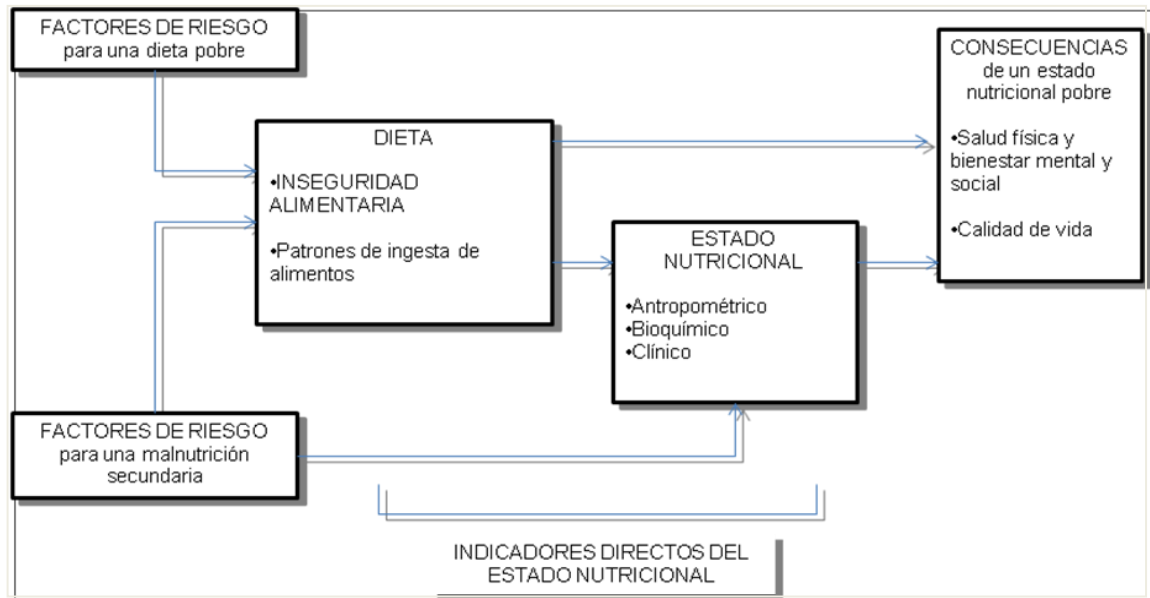 FACTORES DE RIESGO
para una dieta pobre
CONSECUENCIAS
de un estado
nutricional pobre
•Salud física y
bienestar mental y
social
•Calidad de vida
DIETA
•INSEGURIDAD
ALIMENTARIA
•Patrones de ingesta de
alimentos
ESTADO
NUTRICIONAL
•Antropométrico
•Bioquímico
•Clínico
FACTORES DE RIESGO
para una malnutrición
secundaria
INDICADORES DIRECTOS DEL
ESTADO NUTRICIONAL